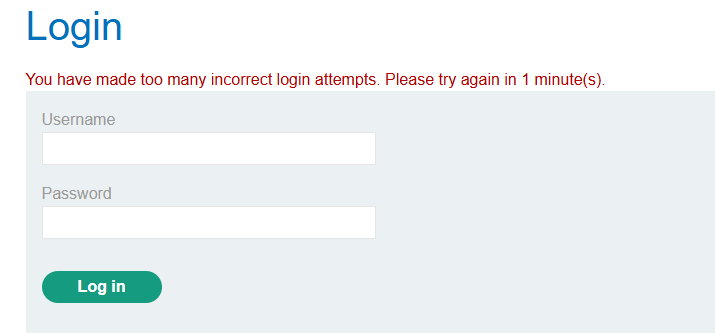 Login
You have made too many incorrect login attempts. Please try again in 1 minute(s).
Username
Password
Log in